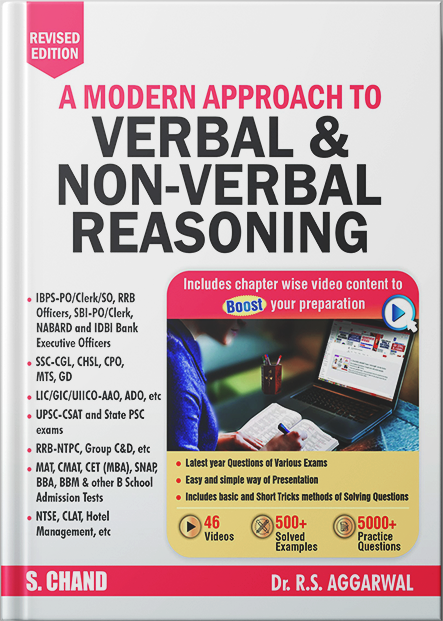 REVISED
EDITION
A MODERN APPROACH TO
VERBAL &
NON-VERBAL
REASONING
• IBPS-PO/Clerk/SO, RRB
Officers, SBI-PO/Clerk,
NABARD and IDBI Bank
Executive Officers
• SSC-CGL, CHSL, CPO,
MTS, GD
• LIC/GIC/UIICO-AAO, ADO, etc
• UPSC-CSAT and State PSC
exams
• RRB-NTPC, Group C&D, etc
• MAT, CMAT, CET (MBA), SNAP,
BBA, BBM & other B School
Admission Tests
• NTSE, CLAT, Hotel
Management, etc
Includes chapter wise video content to
Boost your preparation
• Latest year Questions of Various Exams
• Easy and simple way of Presentation
• Includes basic and Short Tricks methods of Solving Questions
46
Videos
500+
Solved
Examples
5000+
Practice
Questions
S. CHAND
Dr. R.S. AGGARWAL